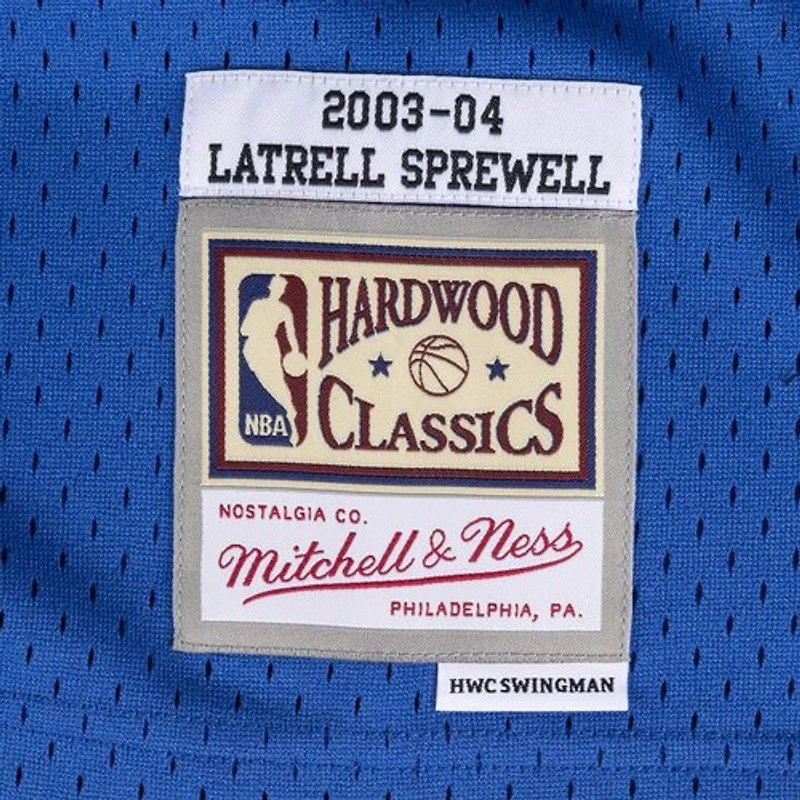 2003-04
LATRELL SPREWELL
HARDWOOD
CLASSICS
NBA
NOSTALGIA CO.
Mitchell & Ness
PHILADELPHIA, PA.
HWC SWINGMAN